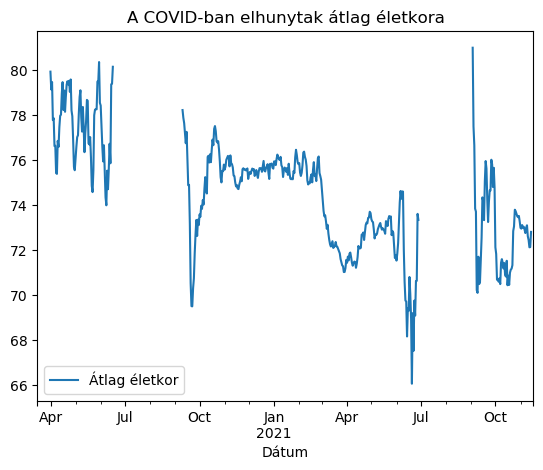 A COVID-ban elhunytak átlag életkora
80
78
76
74
72
70
68
66
Átlag életkor
Apr
Jul
Oct
Jan
2021
Apr
Jul
Oct
Dátum